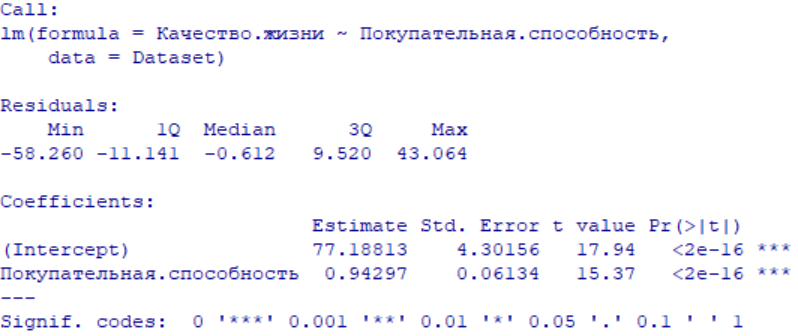 Call:
lm(formula = Качество.жизни ~ Покупательная.способность,
    data = Dataset)

Residuals:
    Min      1Q  Median      3Q     Max
-58.260 -11.141  -0.612   9.520  43.064

Coefficients:
                          Estimate Std. Error t value Pr(>|t|)
(Intercept)               77.18813    4.30156   17.94   <2e-16 ***
Покупательная.способность  0.94297    0.06134   15.37   <2e-16 ***
---
Signif. codes:  0 '***' 0.001 '**' 0.01 '*' 0.05 '.' 0.1 ' ' 1